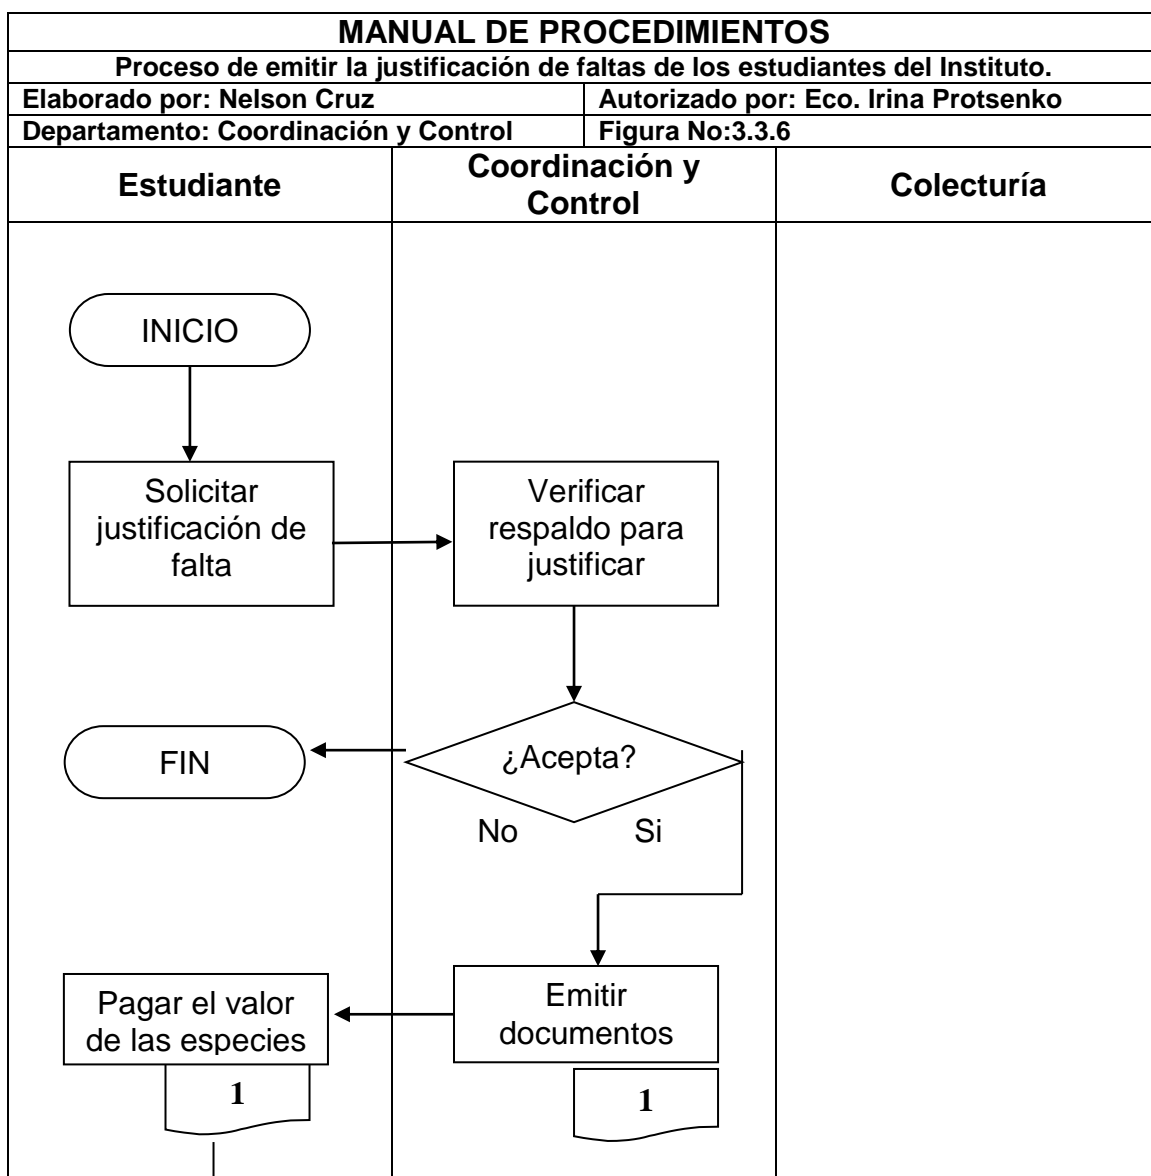 MANUAL DE PROCEDIMIENTOS
Proceso de emitir la justificación de faltas de los estudiantes del Instituto.
Elaborado por: Nelson Cruz
Autorizado por: Eco. Irina Protsenko
Departamento: Coordinación y Control
Figura No:3.3.6
Estudiante
Coordinación y
Control
Colecturía
INICIO
Solicitar
justificación de
falta
Verificar
respaldo para
justificar
FIN
¿Acepta?
No
Si
Pagar el valor
de las especies
1
Emitir
documentos
1